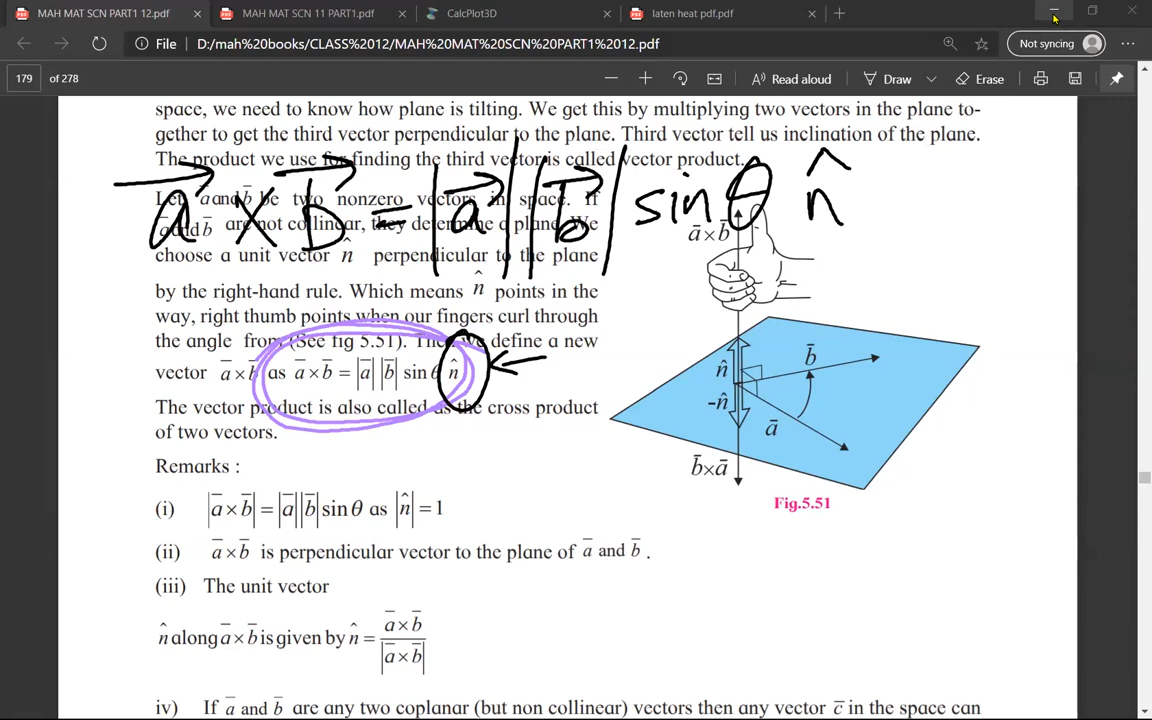 MAH MAT SCN PART1 12.pdf
MAH MAT SCN 11 PART1.pdf
CalcPlot3D
laten heat pdf.pdf
File D:/mah%20books/CLASS%2012/MAH%20MAT%20SCN%20PART1%2012.pdf
Not syncing
179 of 278
Read aloud
Draw
Erase
space, we need to know how plane is tilting. We get this by multiplying two vectors in the plane to-
gether to get the third vector perpendicular to the plane. Third vector tell us inclination of the plane.
The product we use for finding the third vector is called vector product.
a⃗ × b⃗ = |a⃗| |b⃗| sinθ n̂
Let a̅ and b̅ be two nonzero vectors in space. If
a̅ and b̅ are not collinear, they determine a plane. We
choose a unit vector n̂ perpendicular to the plane
by the right-hand rule. Which means n̂ points in the
way, right thumb points when our fingers curl through
the angle from (See fig 5.51). Then we define a new
vector a̅×b̅ as a̅×b̅ = |a̅| |b̅| sinθ n̂
The vector product is also called as the cross product
of two vectors.
a̅×b̅
b̅
n̂
-n̂
a̅
b̅×a̅
Fig.5.51
Remarks :
(i) |a̅×b̅| = |a̅||b̅| sinθ as |n̂| = 1
(ii) a̅×b̅ is perpendicular vector to the plane of a̅ and b̅ .
(iii) The unit vector
n̂ along a̅×b̅ is given by n̂ = a̅×b̅ / |a̅×b̅|
iv) If a̅ and b̅ are any two coplanar (but non collinear) vectors then any vector c̅ in the space can